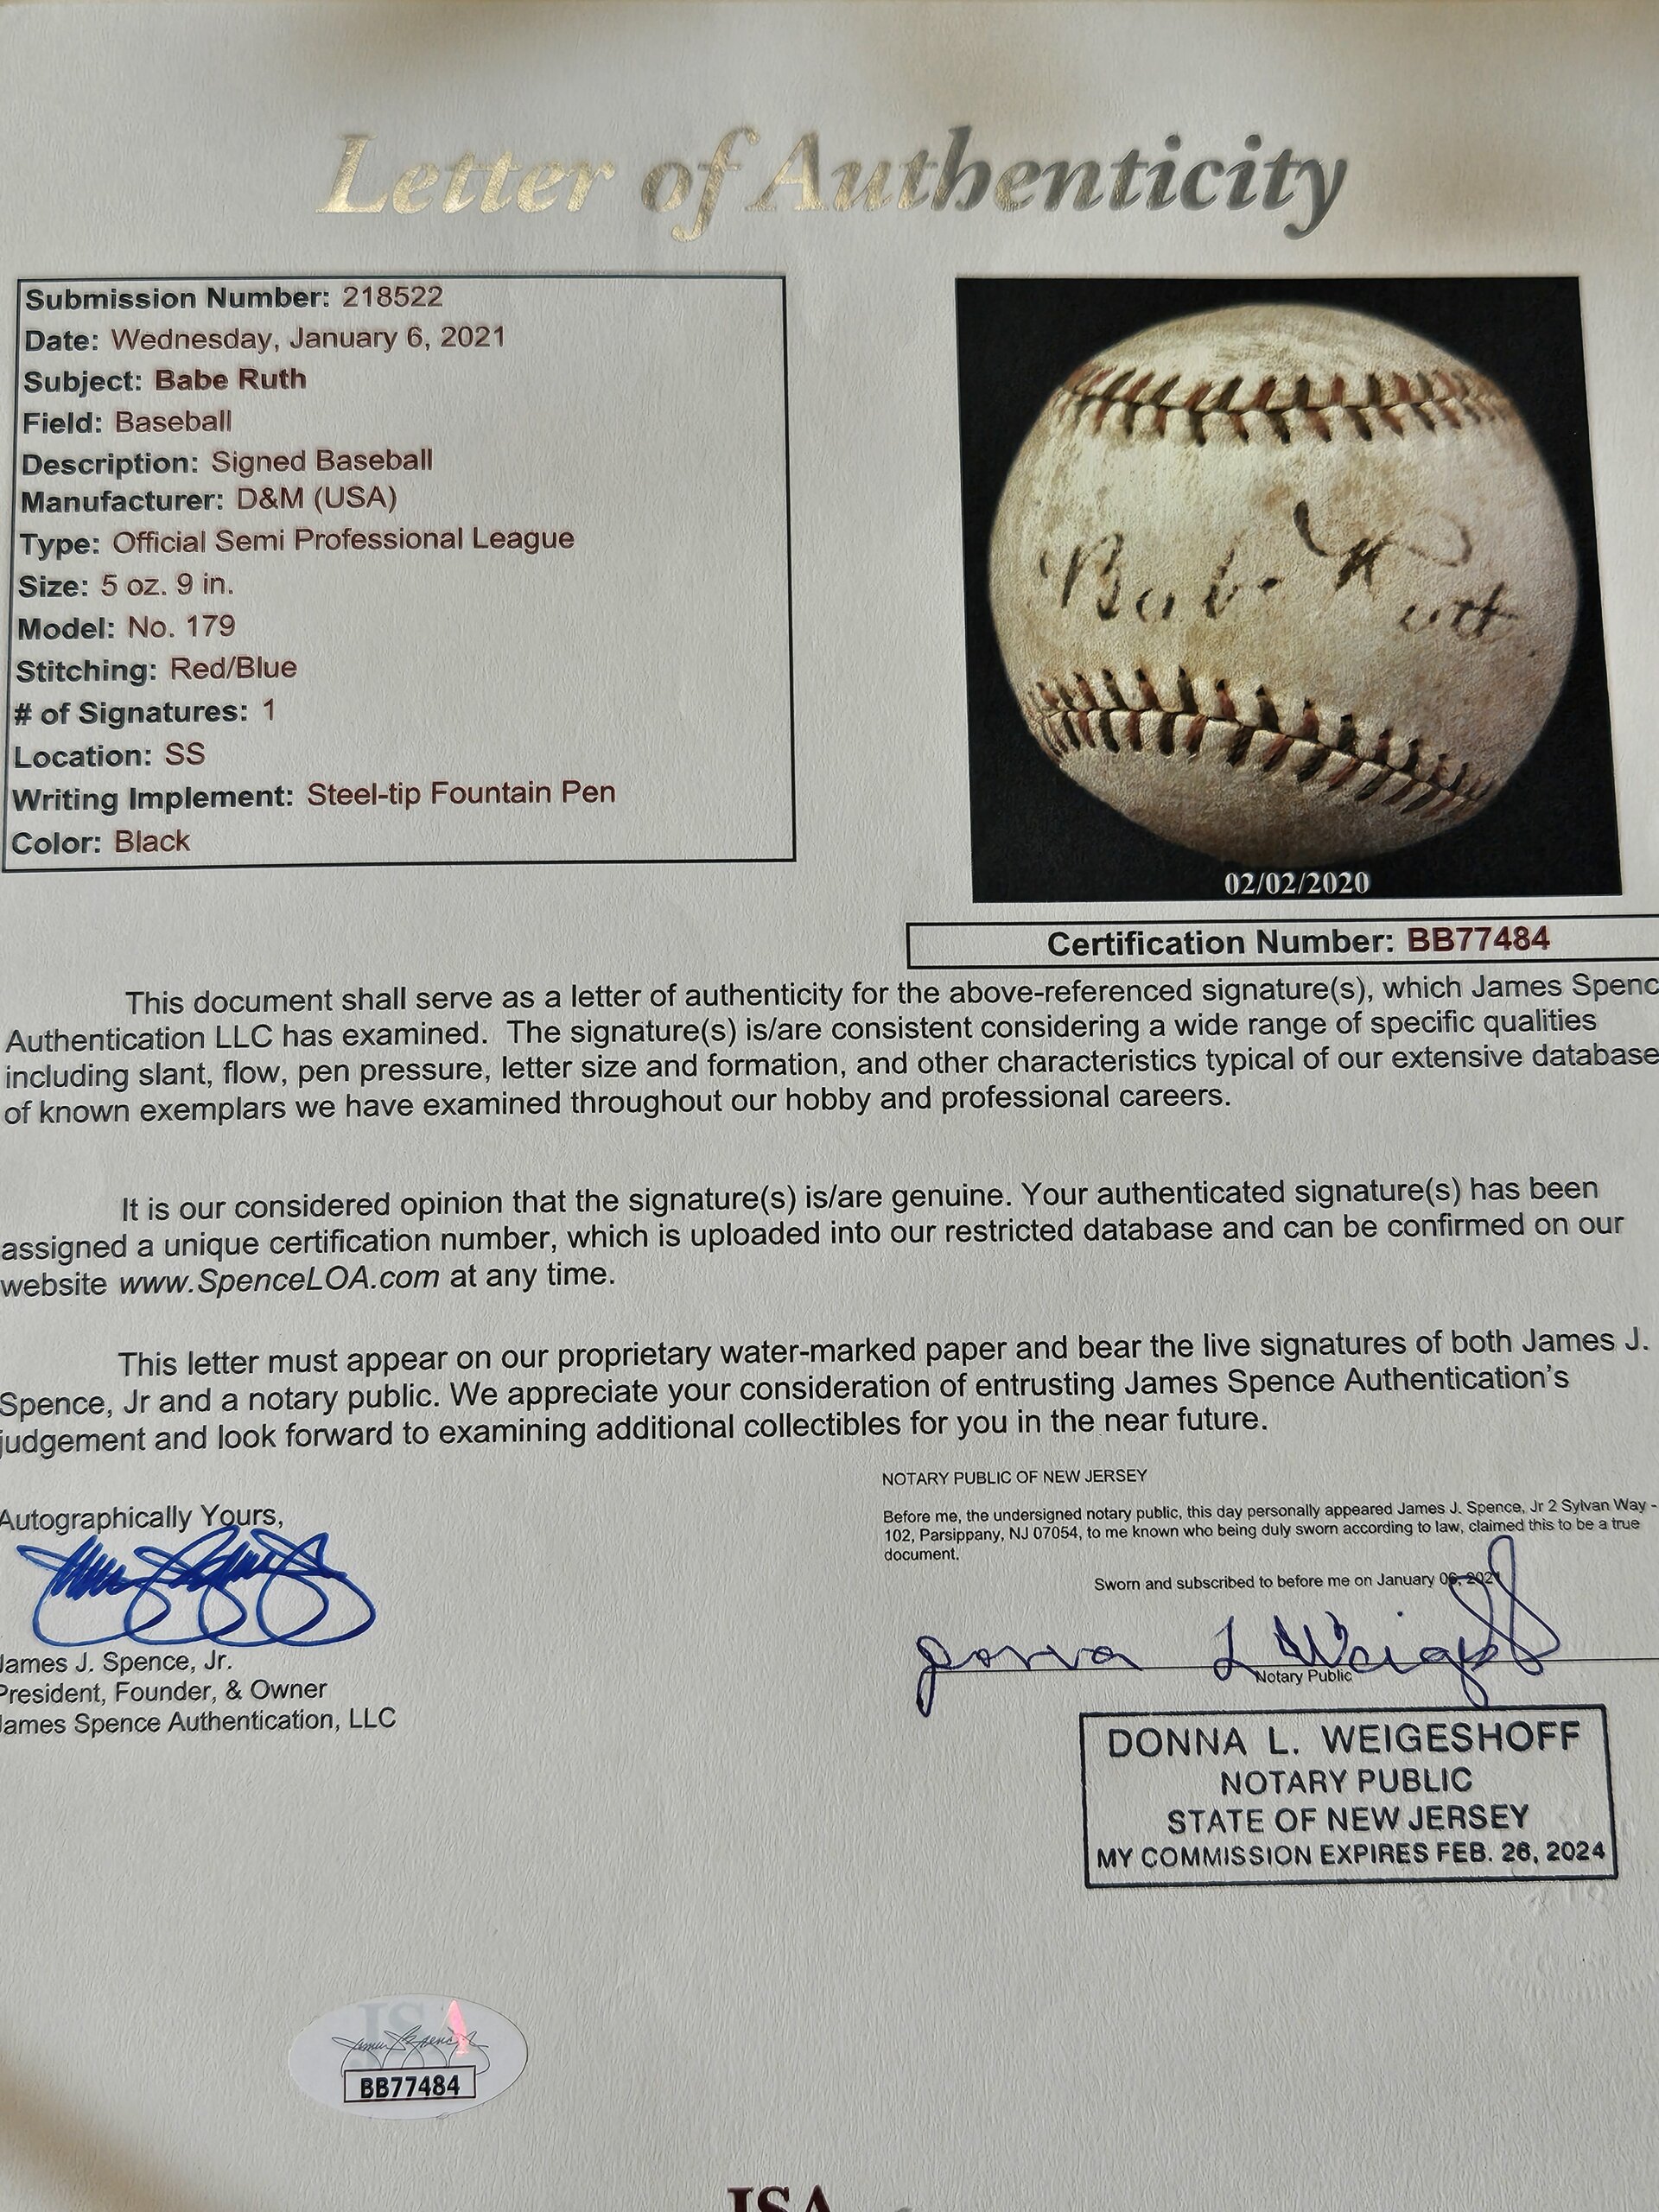 Letter of Authenticity
Submission Number: 218522
Date: Wednesday, January 6, 2021
Subject: Babe Ruth
Field: Baseball
Description: Signed Baseball
Manufacturer: D&M (USA)
Type: Official Semi Professional League
Size: 5 oz. 9 in.
Model: No. 179
Stitching: Red/Blue
# of Signatures: 1
Location: SS
Writing Implement: Steel-tip Fountain Pen
Color: Black
Babe Ruth
02/02/2020
Certification Number: BB77484
This document shall serve as a letter of authenticity for the above-referenced signature(s), which James Spenc
Authentication LLC has examined. The signature(s) is/are consistent considering a wide range of specific qualities
including slant, flow, pen pressure, letter size and formation, and other characteristics typical of our extensive database
of known exemplars we have examined throughout our hobby and professional careers.
It is our considered opinion that the signature(s) is/are genuine. Your authenticated signature(s) has been
assigned a unique certification number, which is uploaded into our restricted database and can be confirmed on our
website www.SpenceLOA.com at any time.
This letter must appear on our proprietary water-marked paper and bear the live signatures of both James J.
Spence, Jr and a notary public. We appreciate your consideration of entrusting James Spence Authentication's
judgement and look forward to examining additional collectibles for you in the near future.
Autographically Yours,
James J. Spence, Jr.
President, Founder, & Owner
James Spence Authentication, LLC
NOTARY PUBLIC OF NEW JERSEY
Before me, the undersigned notary public, this day personally appeared James J. Spence, Jr 2 Sylvan Way -
102, Parsippany, NJ 07054, to me known who being duly sworn according to law, claimed this to be a true
document.
Sworn and subscribed to before me on January 06, 2021
Donna L Weigeshoff
Notary Public
DONNA L. WEIGESHOFF
NOTARY PUBLIC
STATE OF NEW JERSEY
MY COMMISSION EXPIRES FEB. 26, 2024
JSA
BB77484
JSA